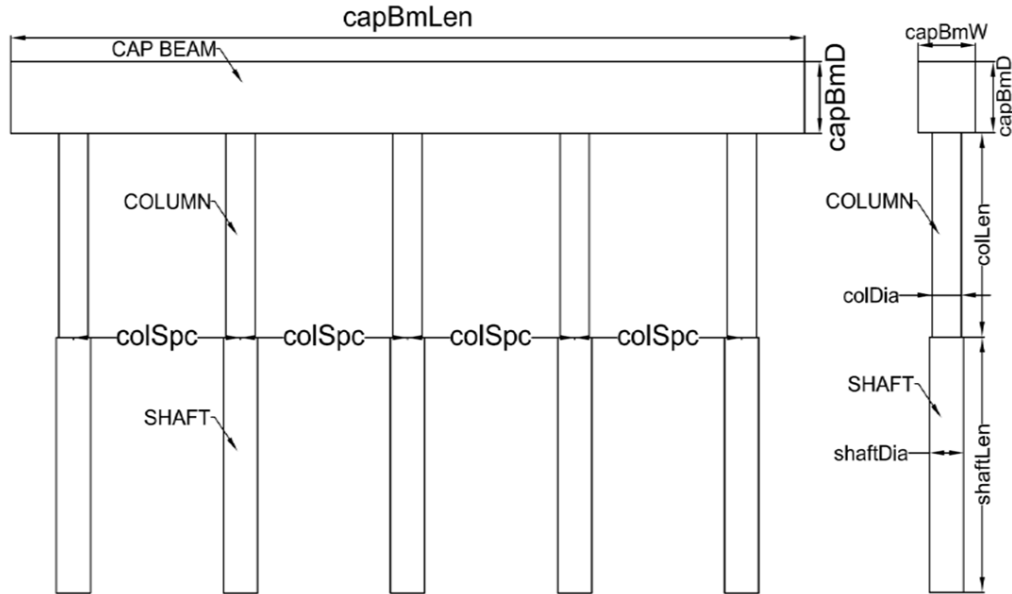 capBmLen
CAP BEAM
capBmD
COLUMN
colSpc colSpc colSpc colSpc
SHAFT
capBmW
capBmD
COLUMN
colLen
colDia
SHAFT
shaftDia
shaftLen